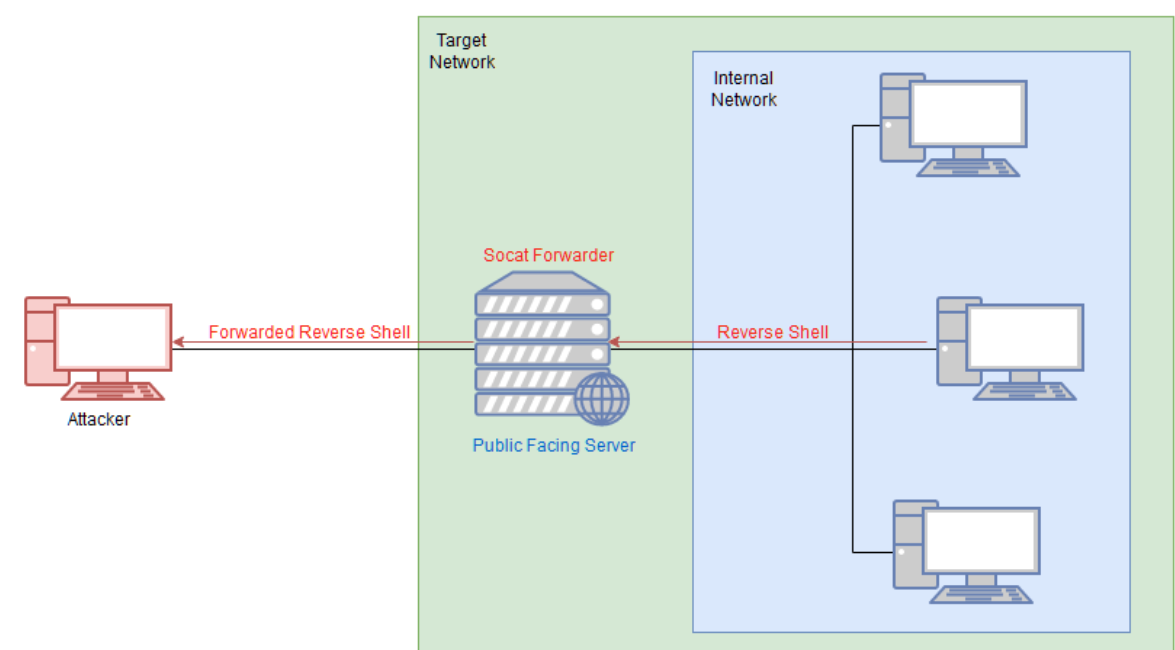 Target
Network
Internal
Network
Socat Forwarder
Forwarded Reverse Shell
Reverse Shell
Attacker
Public Facing Server